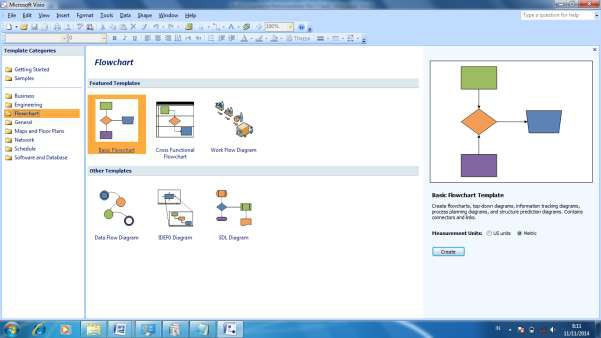 Microsoft Visio
File Edit View Insert Format Tools Data Shape Window Help
Type a question for help
100%
Theme
Template Categories
Getting Started
Samples
Business
Engineering
Flowchart
General
Maps and Floor Plans
Network
Schedule
Software and Database
Flowchart
Featured Templates
Basic Flowchart
Cross Functional
Flowchart
Work Flow Diagram
Other Templates
Data Flow Diagram
IDEF0 Diagram
SDL Diagram
Basic Flowchart Template
Create flowcharts, top-down diagrams, information tracking diagrams,
process planning diagrams, and structure prediction diagrams. Contains
connectors and links.
Measurement Units: US units Metric
Create
IN
8:11
11/11/2014